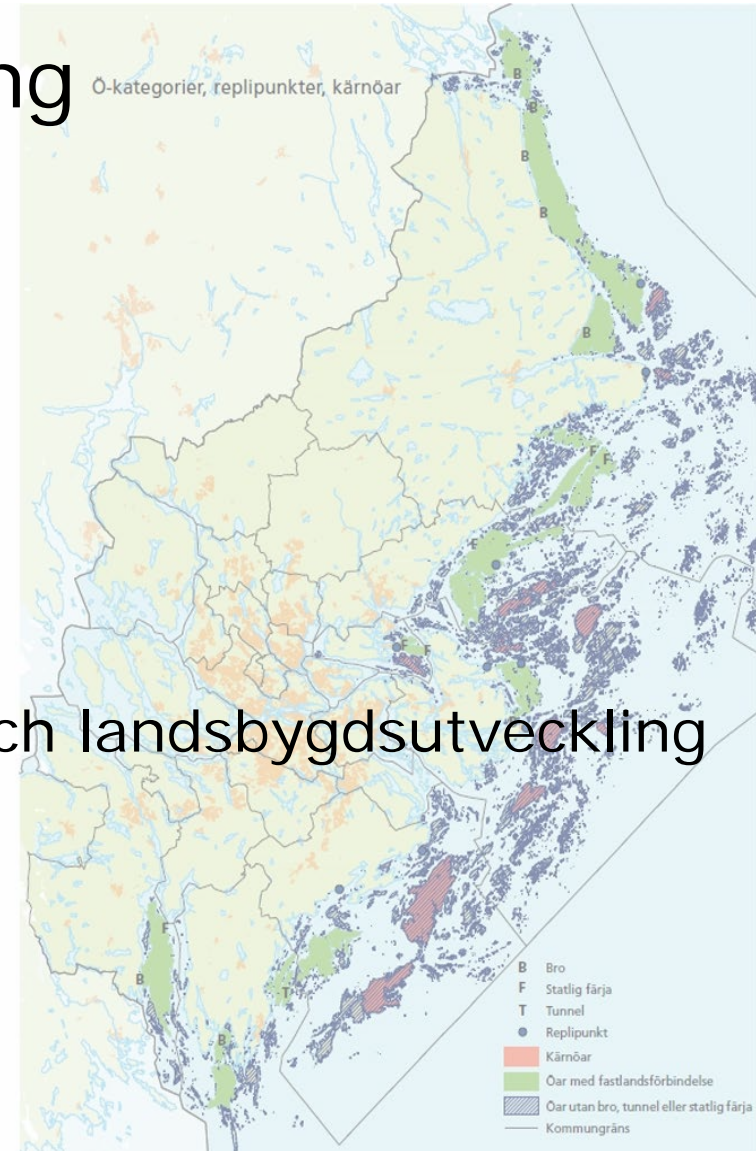 ng
Ö-kategorier, replipunkter, kärnöar
B
B
B
B
B
F
F
F
F
F
ch landsbygdsutveckling
F
B
T
B
B Bro
F Statlig färja
T Tunnel
Replipunkt
Kärnöar
Öar med fastlandsförbindelse
Öar utan bro, tunnel eller statlig färja
Kommungräns